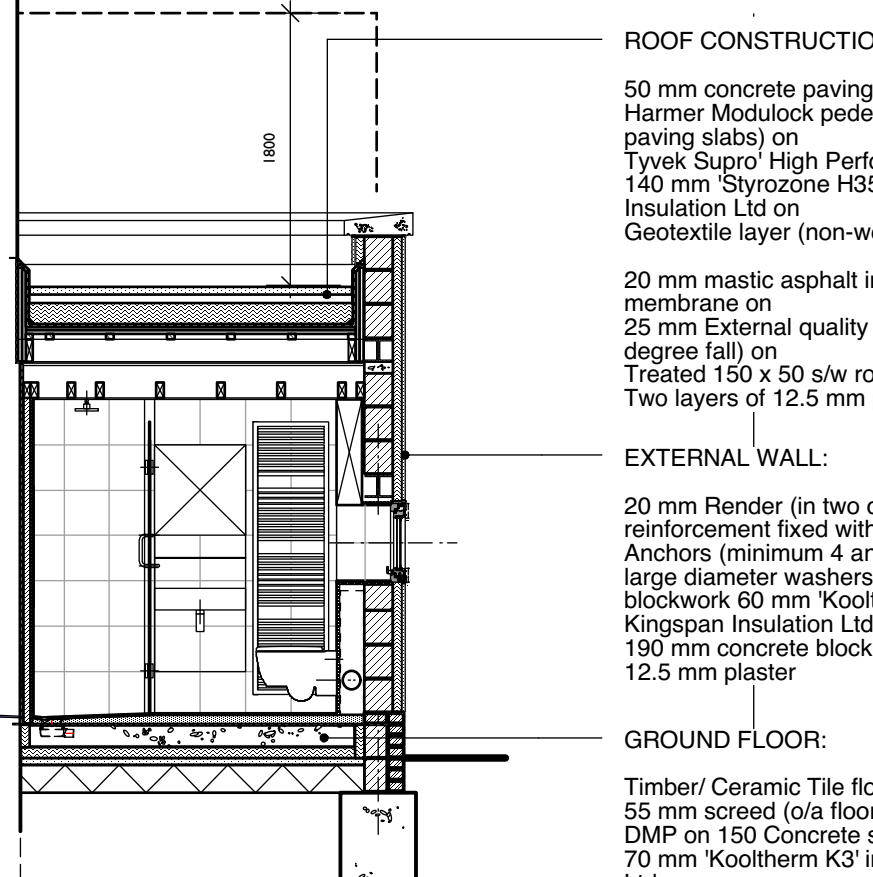 1800
ROOF CONSTRUCTIO
50 mm concrete paving
Harmer Modulock pede
paving slabs) on
Tyvek Supro' High Perfo
140 mm 'Styrozone H35
Insulation Ltd on
Geotextile layer (non-we
20 mm mastic asphalt in
membrane on
25 mm External quality
degree fall) on
Treated 150 x 50 s/w ro
Two layers of 12.5 mm
EXTERNAL WALL:
20 mm Render (in two c
reinforcement fixed with
Anchors (minimum 4 an
large diameter washers
blockwork 60 mm 'Koolt
Kingspan Insulation Ltd
190 mm concrete block
12.5 mm plaster
GROUND FLOOR:
Timber/ Ceramic Tile flo
55 mm screed (o/a floor
DMP on 150 Concrete s
70 mm 'Kooltherm K3' in